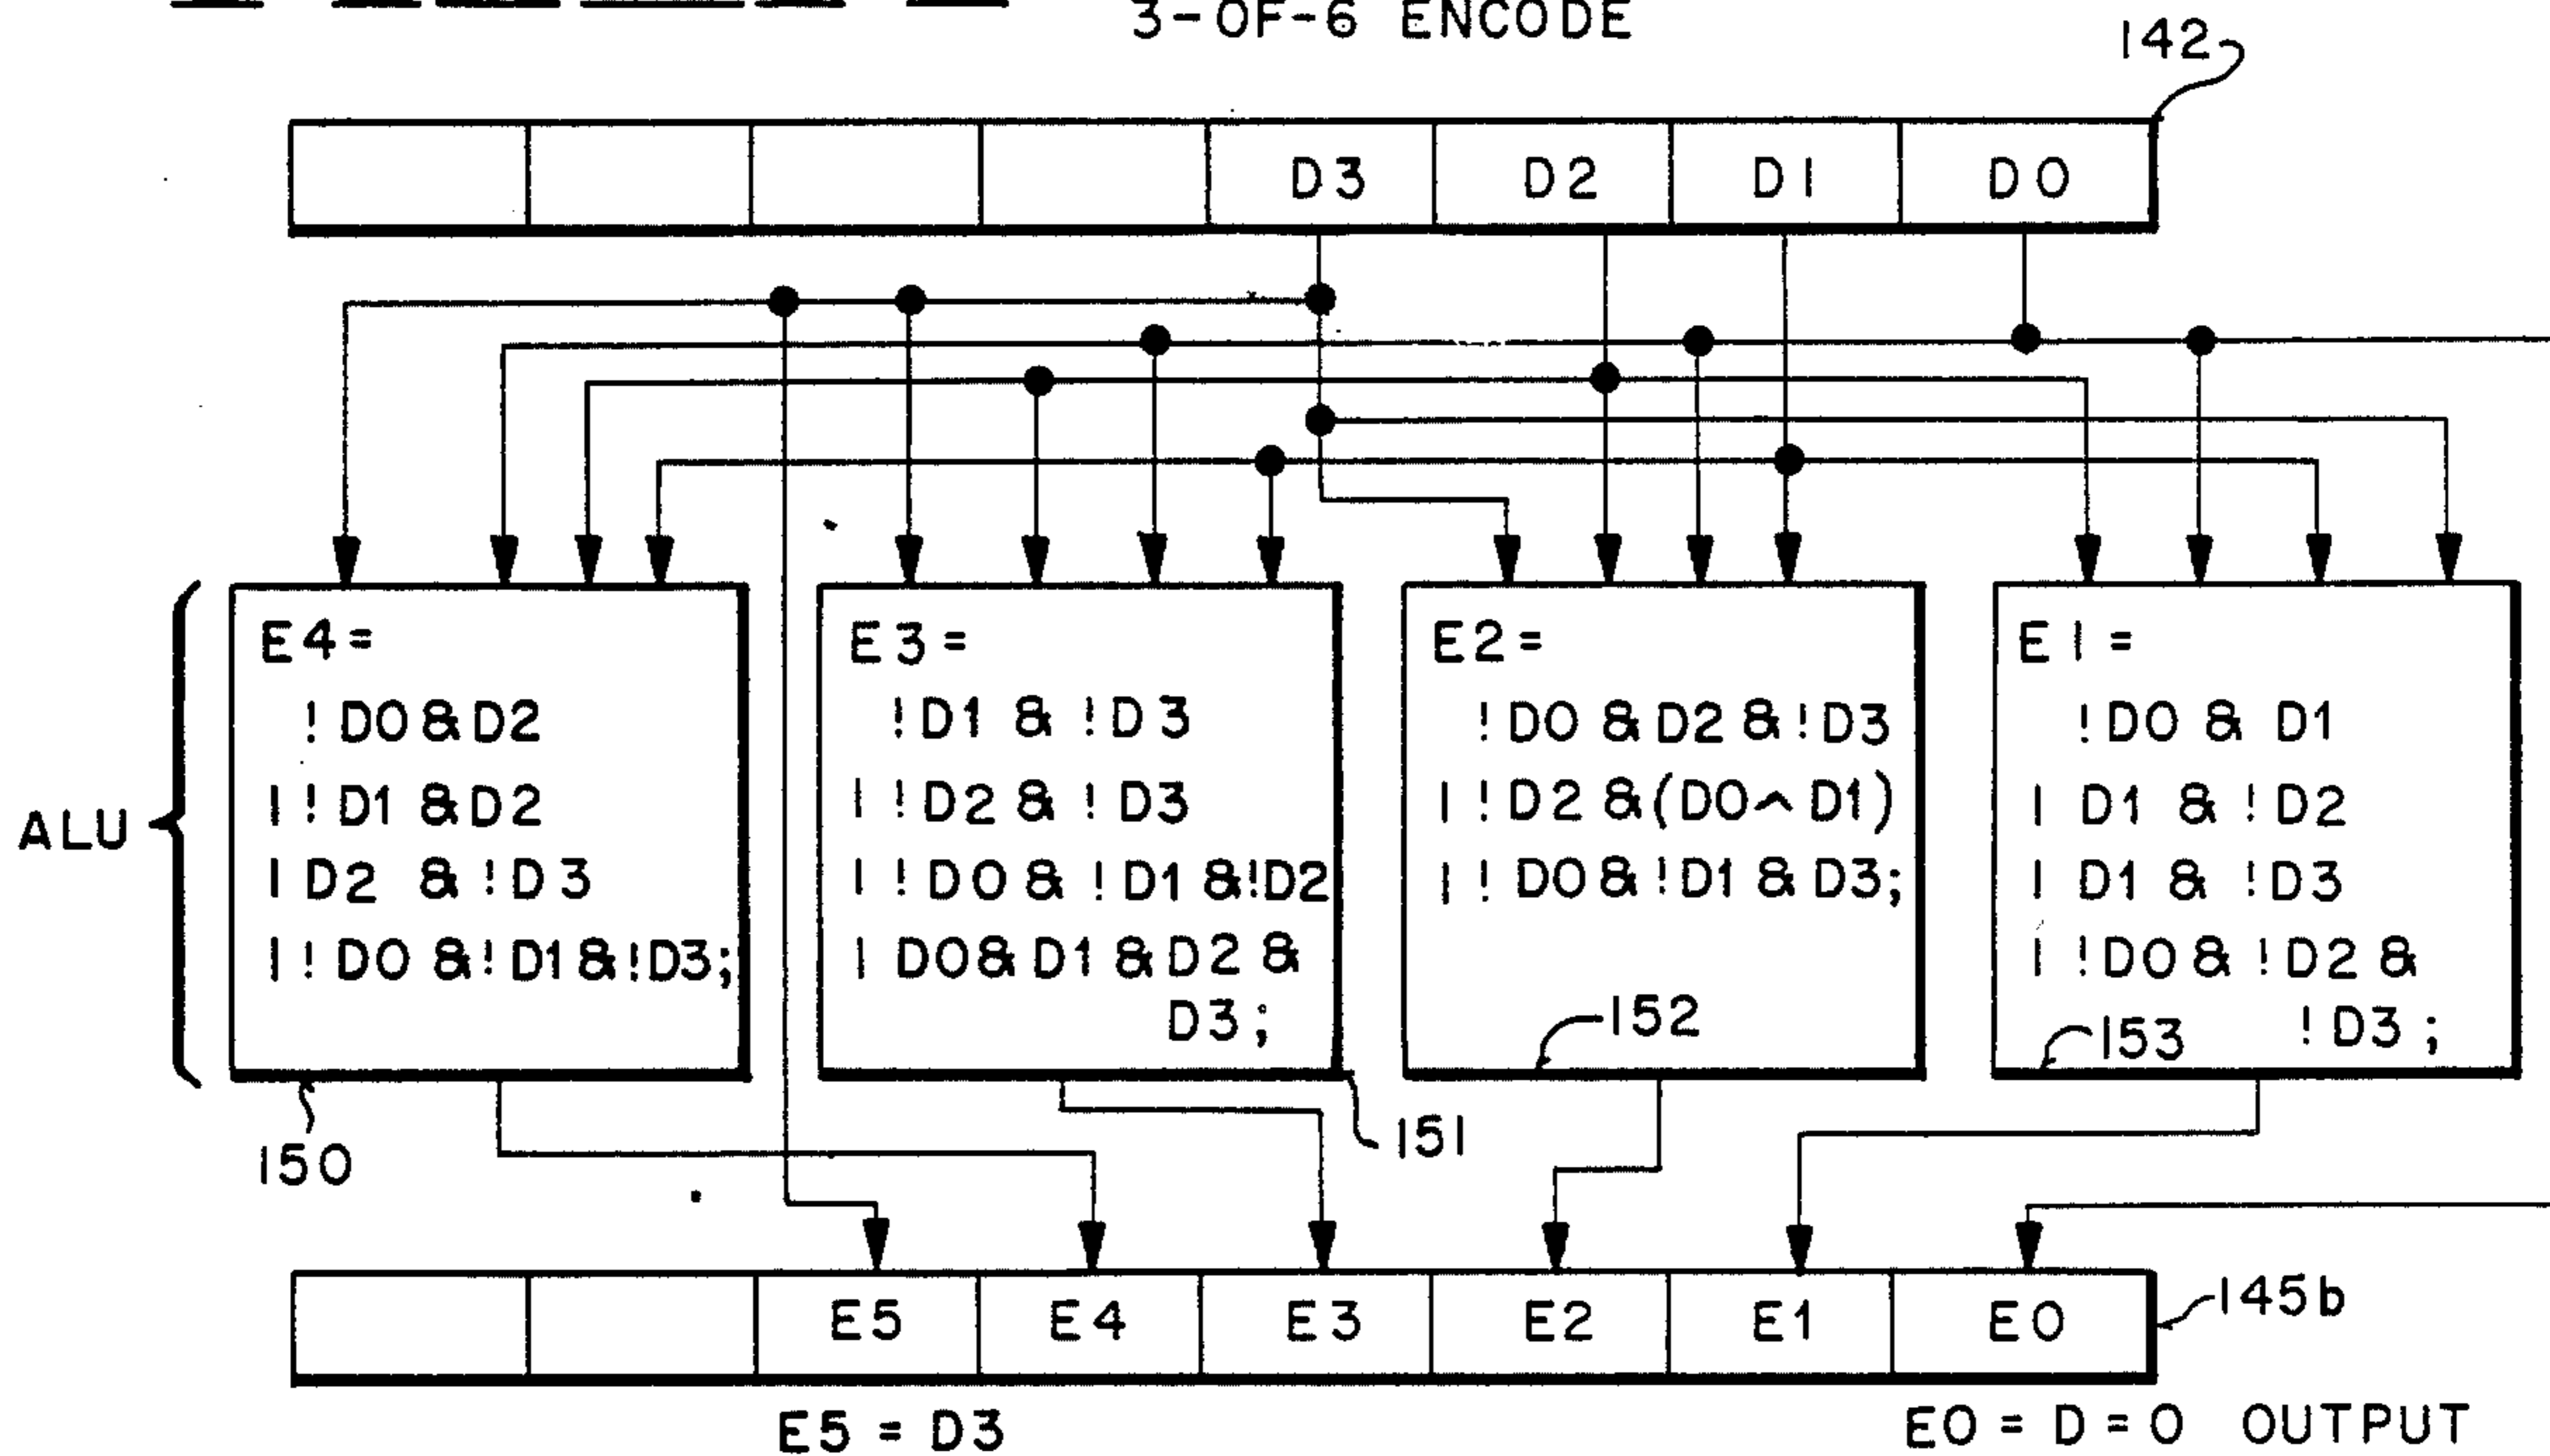 3-OF-6 ENCODE
142
D3 D2 D1 D0
ALU
E4=
!D0&D2
|!D1&D2
|D2 &!D3
|!D0&!D1&!D3;
150
E3=
!D1 & !D3
|!D2 & !D3
|!D0 & !D1 &!D2
|D0& D1 & D2 &
D3;
151
E2=
!D0 & D2 & !D3
|!D2 &(D0^D1)
|!D0 & !D1 & D3;
152
E1=
!D0 & D1
|D1 & !D2
|D1 & !D3
|!D0 & !D2 &
!D3;
153
E5 E4 E3 E2 E1 E0
145b
E5 = D3
E0 = D = 0 OUTPUT